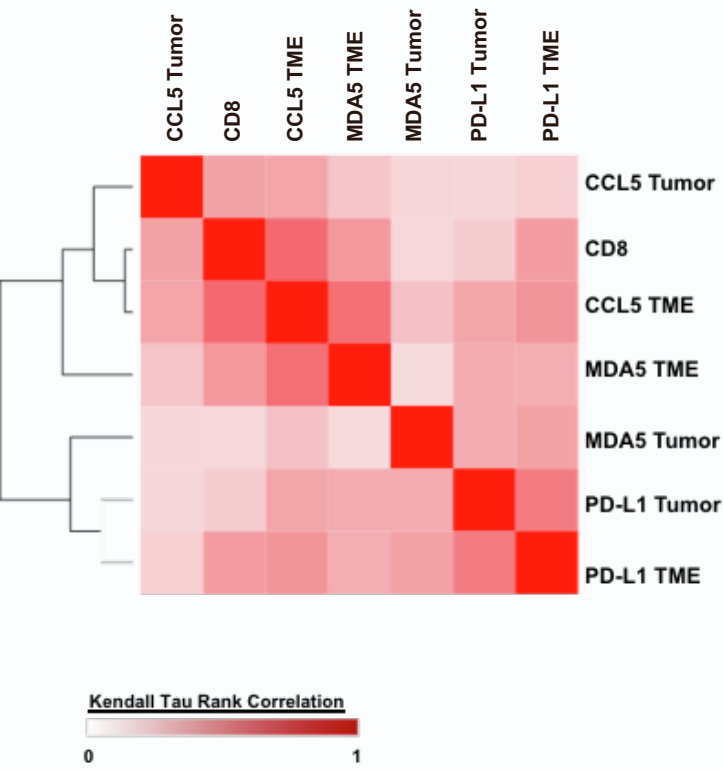 CCL5 Tumor
CD8
CCL5 TME
MDA5 TME
MDA5 Tumor
PD-L1 Tumor
PD-L1 TME
CCL5 Tumor
CD8
CCL5 TME
MDA5 TME
MDA5 Tumor
PD-L1 Tumor
PD-L1 TME
Kendall Tau Rank Correlation
0 1